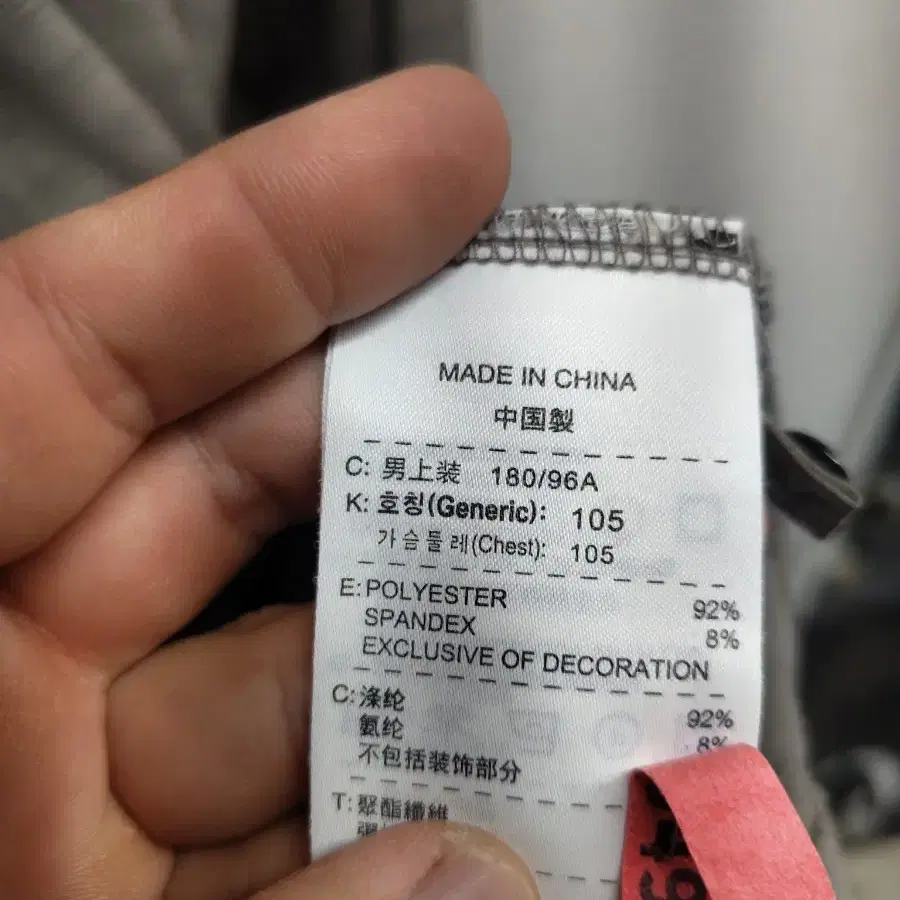 MADE IN CHINA
中国製
C: 男上装 180/96A
K: 호칭(Generic): 105
가슴둘레(Chest): 105
E: POLYESTER 92%
SPANDEX 8%
EXCLUSIVE OF DECORATION
C: 涤纶 92%
氨纶 8%
不包括装饰部分
T: 聚酯纖維